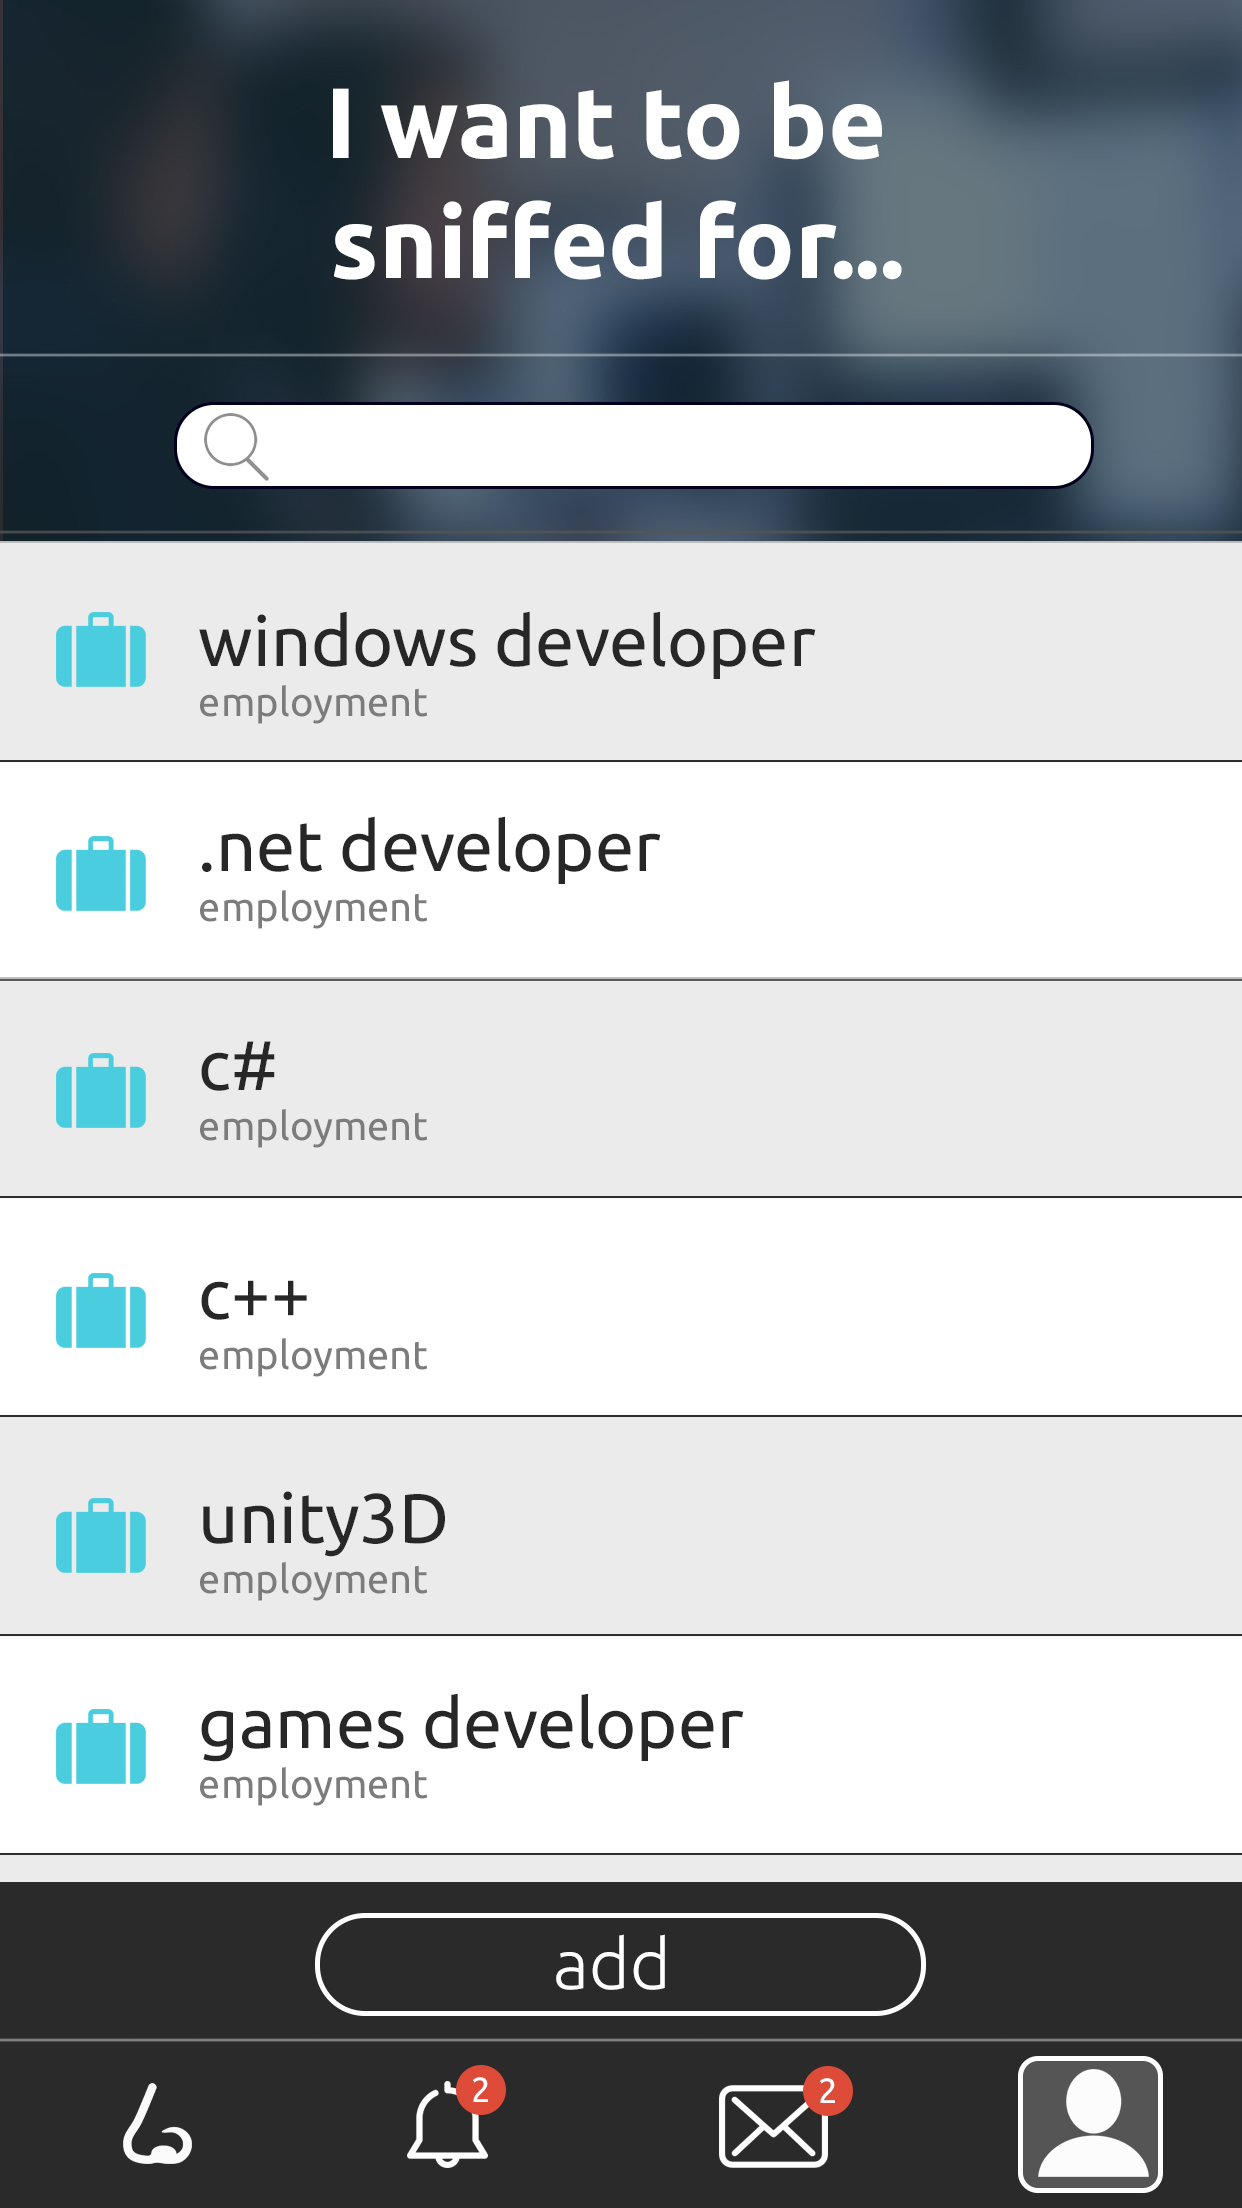 I want to be
sniffed for...
windows developer
employment
.net developer
employment
c#
employment
c++
employment
unity3D
employment
games developer
employment
add
2
2